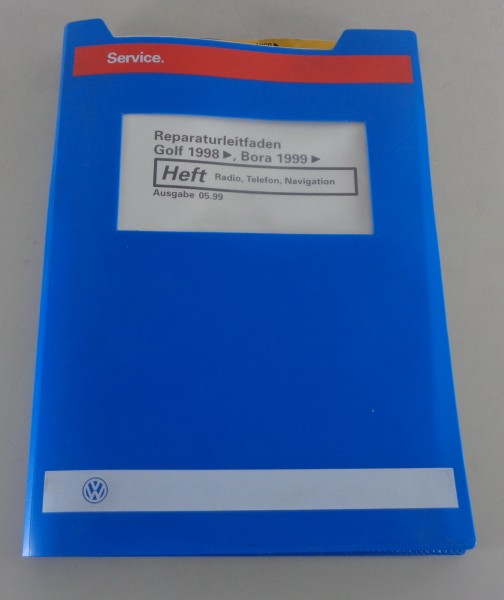 Service.
Reparaturleitfaden
Golf 1998 ►, Bora 1999 ►
Heft Radio, Telefon, Navigation
Ausgabe 05.99